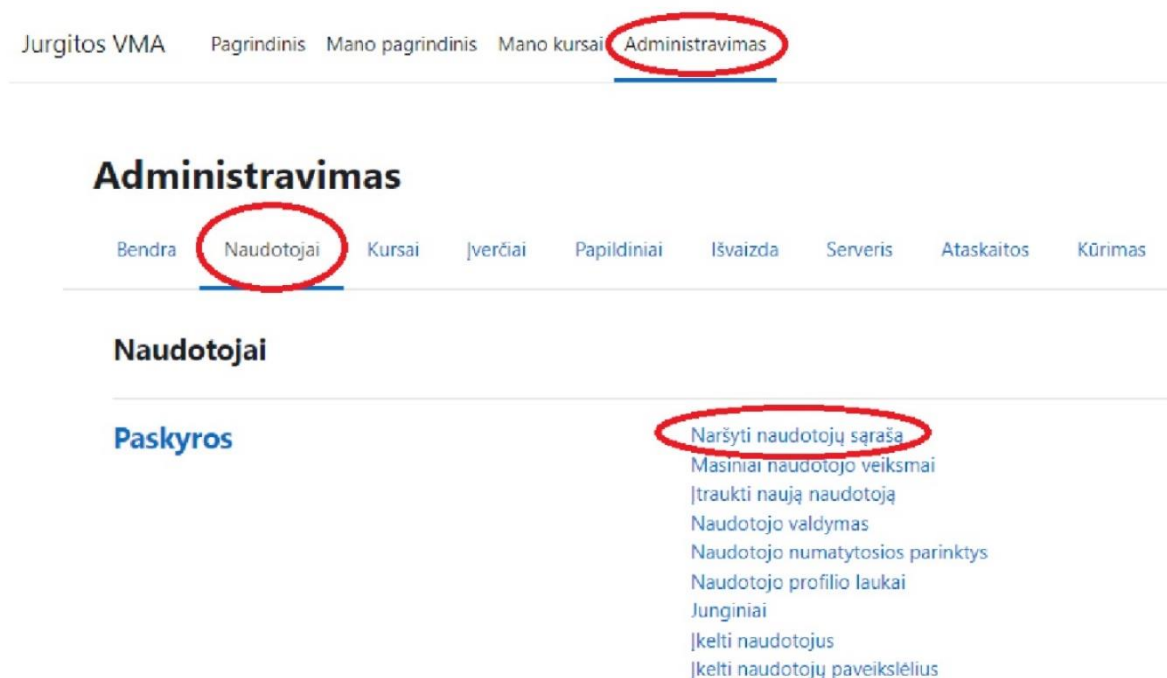 Jurgitos VMA Pagrindinis Mano pagrindinis Mano kursai Administravimas
Administravimas
Bendra Naudotojai Kursai Įverčiai Papildiniai Išvaizda Serveris Ataskaitos Kūrimas
Naudotojai
Paskyros Naršyti naudotojų sąrašą
Masiniai naudotojo veiksmai
Įtraukti naują naudotoją
Naudotojo valdymas
Naudotojo numatytosios parinktys
Naudotojo profilio laukai
Junginiai
Įkelti naudotojus
Įkelti naudotojų paveikslėlius